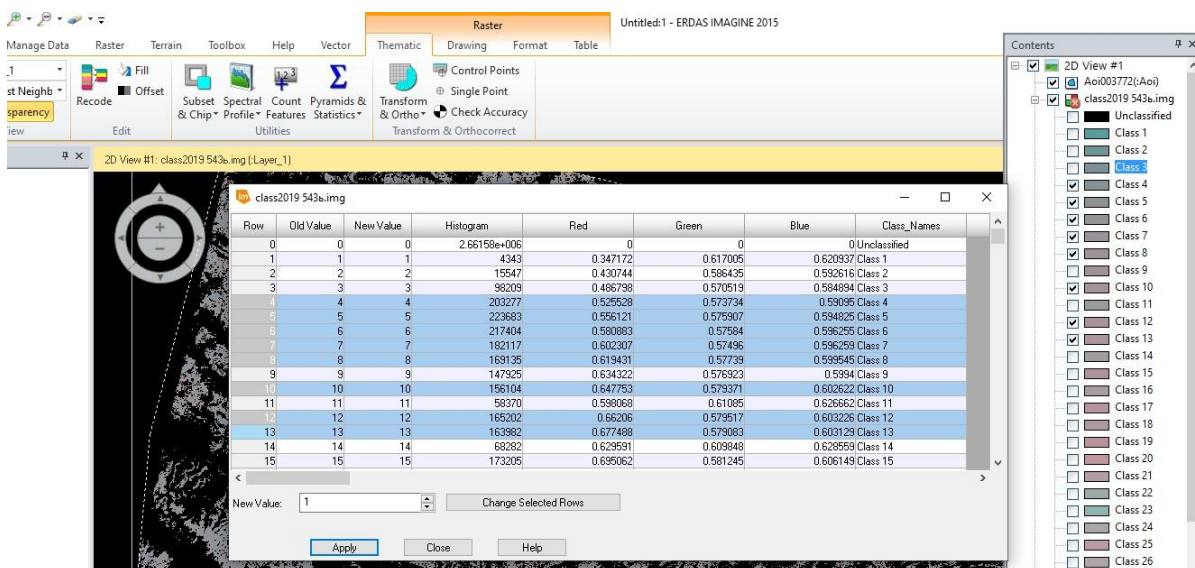 Raster
Untitled:1 - ERDAS IMAGINE 2015
Manage Data Raster Terrain Toolbox Help Vector Thematic Drawing Format Table
_1
st Neighb
sparency
Recode
Fill
Offset
Edit
Subset & Chip
Spectral Profile
Count Features
Pyramids & Statistics
Utilities
Transform & Ortho
Control Points
Single Point
Check Accuracy
Transform & Orthocorrect
2D View #1: class2019 543ь.img (:Layer_1)
class2019 543ь.img
Row Old Value New Value Histogram Red Green Blue Class_Names
0 0 0 2.66158e+006 0 0 0 Unclassified
1 1 1 4343 0.347172 0.617005 0.620937 Class 1
2 2 2 15547 0.430744 0.586435 0.592616 Class 2
3 3 3 98209 0.486798 0.570519 0.584894 Class 3
4 4 4 203277 0.525528 0.573734 0.59095 Class 4
5 5 5 223683 0.556121 0.575907 0.594825 Class 5
6 6 6 217404 0.580883 0.57584 0.596255 Class 6
7 7 7 182117 0.602307 0.57496 0.596259 Class 7
8 8 8 169135 0.619431 0.57739 0.599545 Class 8
9 9 9 147925 0.634322 0.576923 0.5994 Class 9
10 10 10 156104 0.647753 0.579371 0.602622 Class 10
11 11 11 58370 0.598068 0.61085 0.626662 Class 11
12 12 12 165202 0.66206 0.579517 0.603226 Class 12
13 13 13 163982 0.677488 0.579083 0.603129 Class 13
14 14 14 68282 0.629591 0.609848 0.628559 Class 14
15 15 15 173205 0.695062 0.581245 0.606149 Class 15
New Value: 1 Change Selected Rows
Apply Close Help
Contents
2D View #1
Aoi003772(:Aoi)
class2019 543ь.img
Unclassified
Class 1
Class 2
Class 3
Class 4
Class 5
Class 6
Class 7
Class 8
Class 9
Class 10
Class 11
Class 12
Class 13
Class 14
Class 15
Class 16
Class 17
Class 18
Class 19
Class 20
Class 21
Class 22
Class 23
Class 24
Class 25
Class 26